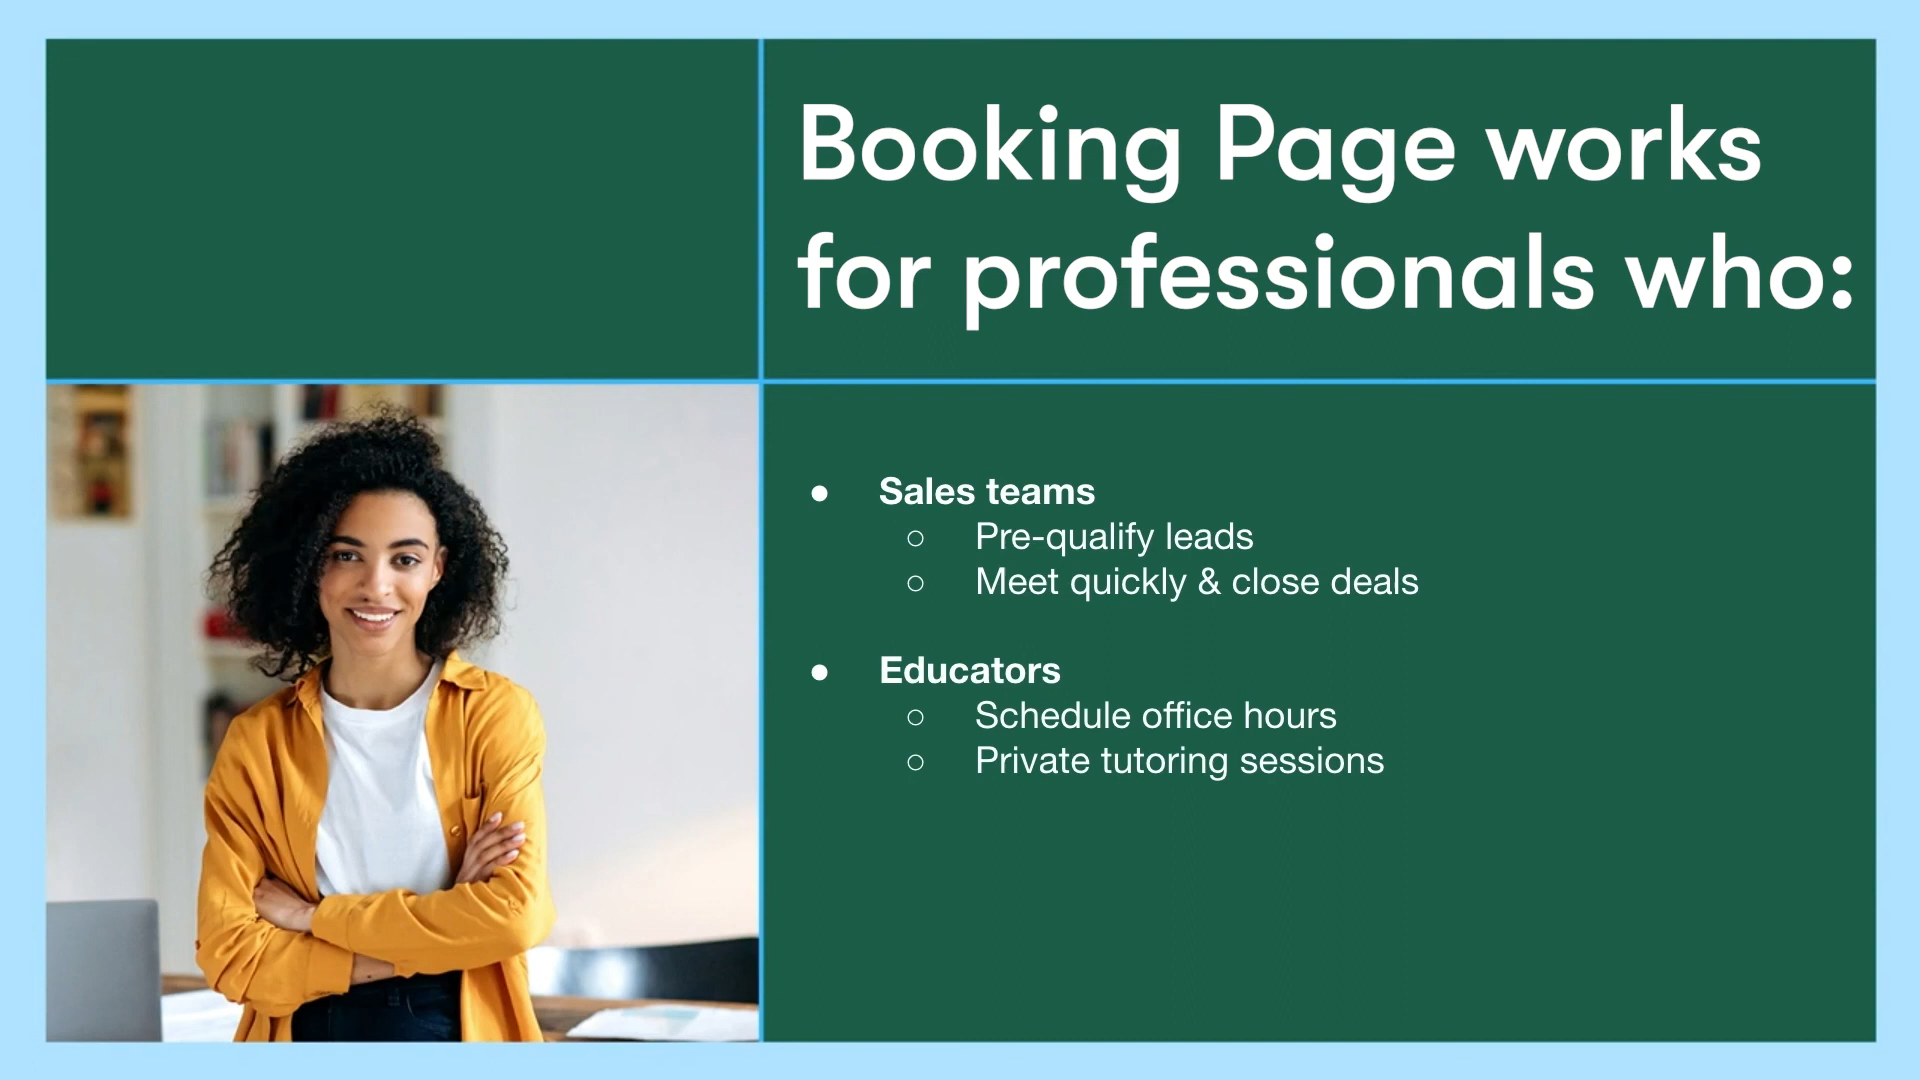 Booking Page works
for professionals who:
● Sales teams
○ Pre-qualify leads
○ Meet quickly & close deals
● Educators
○ Schedule office hours
○ Private tutoring sessions